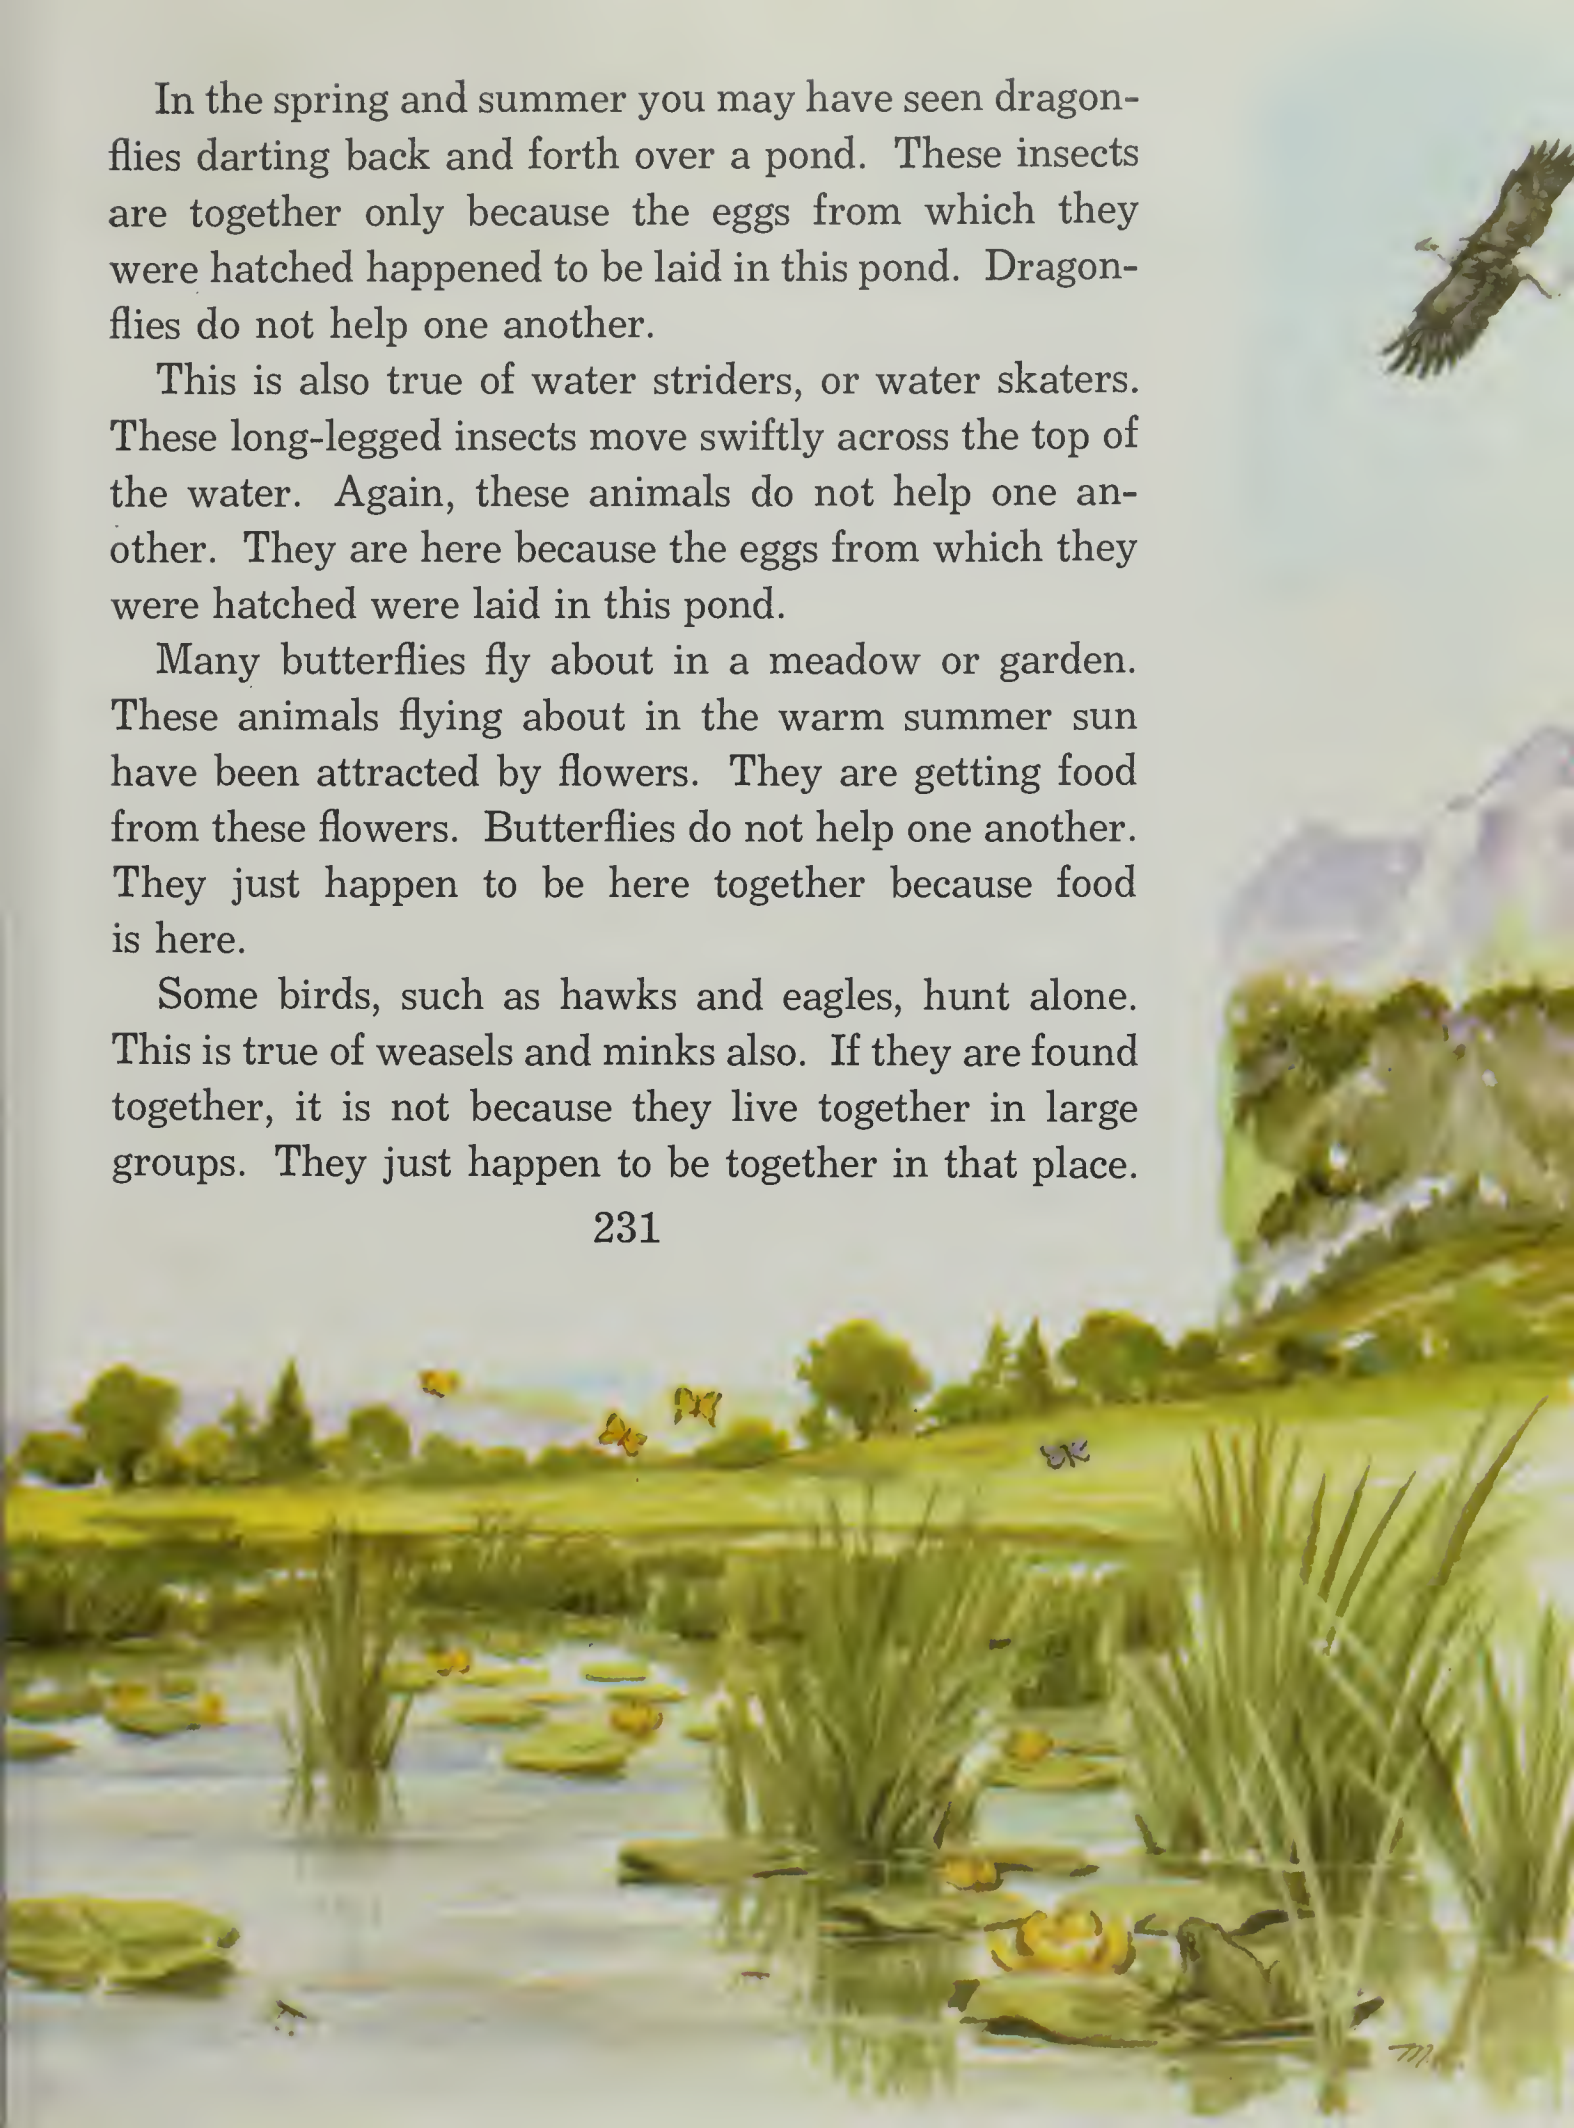 In the spring and summer you may have seen dragon-
flies darting back and forth over a pond. These insects
are together only because the eggs from which they
were hatched happened to be laid in this pond. Dragon-
flies do not help one another.
This is also true of water striders, or water skaters.
These long-legged insects move swiftly across the top of
the water. Again, these animals do not help one an-
other. They are here because the eggs from which they
were hatched were laid in this pond.
Many butterflies fly about in a meadow or garden.
These animals flying about in the warm summer sun
have been attracted by flowers. They are getting food
from these flowers. Butterflies do not help one another.
They just happen to be here together because food
is here.
Some birds, such as hawks and eagles, hunt alone.
This is true of weasels and minks also. If they are found
together, it is not because they live together in large
groups. They just happen to be together in that place.
231